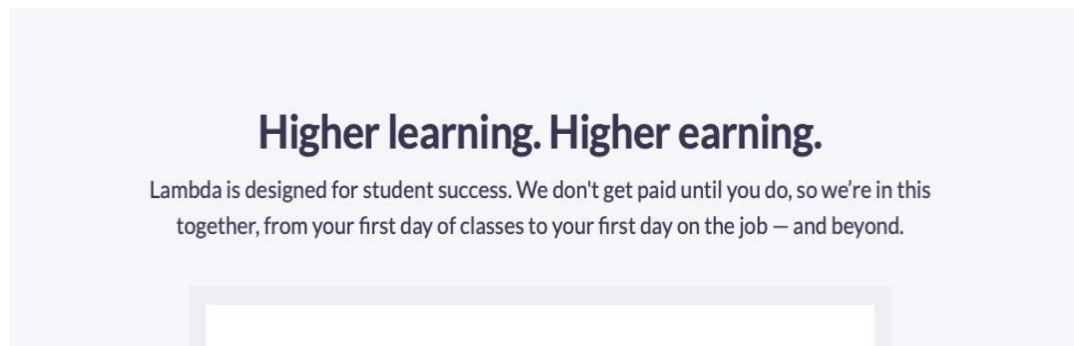 Higher learning. Higher earning.
Lambda is designed for student success. We don't get paid until you do, so we’re in this
together, from your first day of classes to your first day on the job — and beyond.